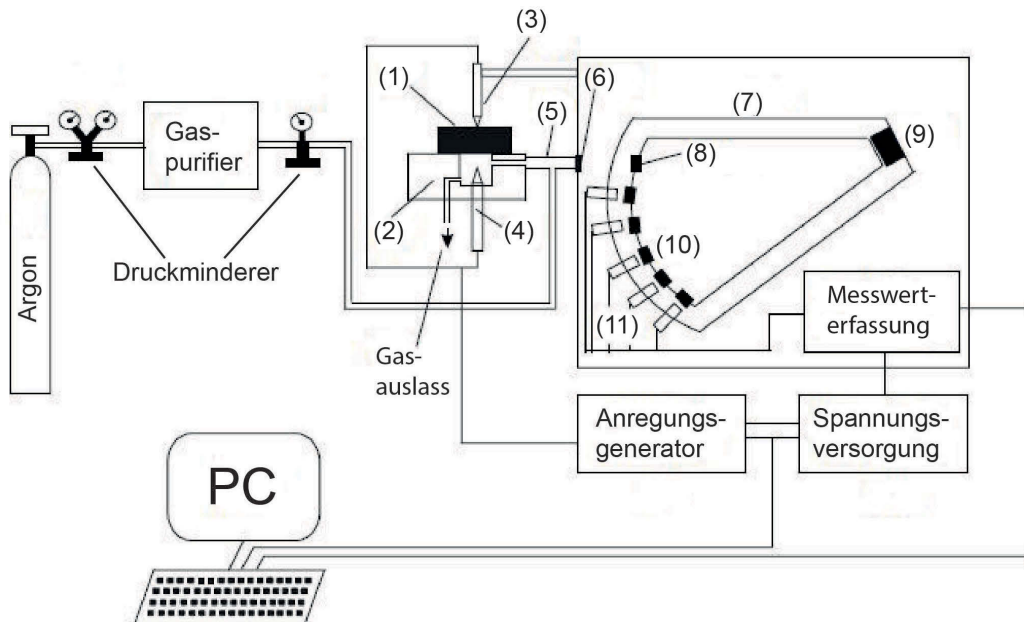 (3)
(1)
(6)
(5)
(7)
Gas-
purifier
(9)
(8)
(2)
(4)
(10)
Druckminderer
Argon
(11)
Messwert-
erfassung
Gas-
auslass
Anregungs-
generator
Spannungs-
versorgung
PC